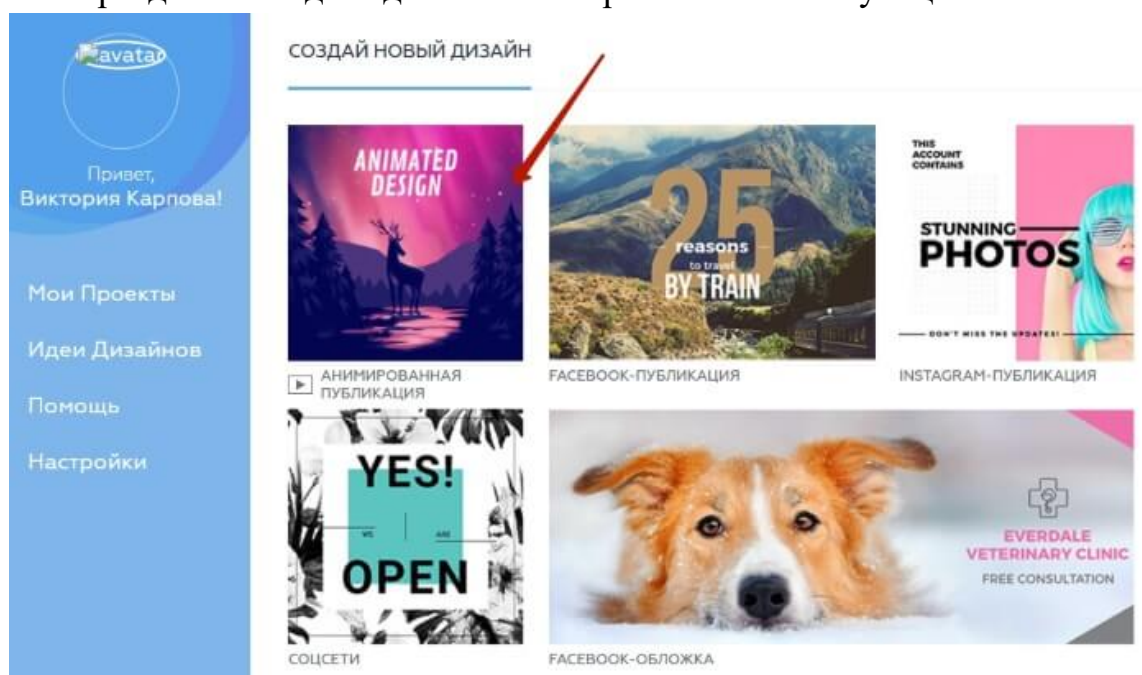 avatar
Привет,
Виктория Карпова!
Мои Проекты
Идеи Дизайнов
Помощь
Настройки
СОЗДАЙ НОВЫЙ ДИЗАЙН
ANIMATED
DESIGN
АНИМИРОВАННАЯ
ПУБЛИКАЦИЯ
25
reasons
to travel
BY TRAIN
FACEBOOK-ПУБЛИКАЦИЯ
THIS
ACCOUNT
CONTAINS
STUNNING
PHOTOS
DON'T MISS THE UPDATES!
INSTAGRAM-ПУБЛИКАЦИЯ
YES!
WE ARE
OPEN
СОЦСЕТИ
EVERDALE
VETERINARY CLINIC
FREE CONSULTATION
FACEBOOK-ОБЛОЖКА